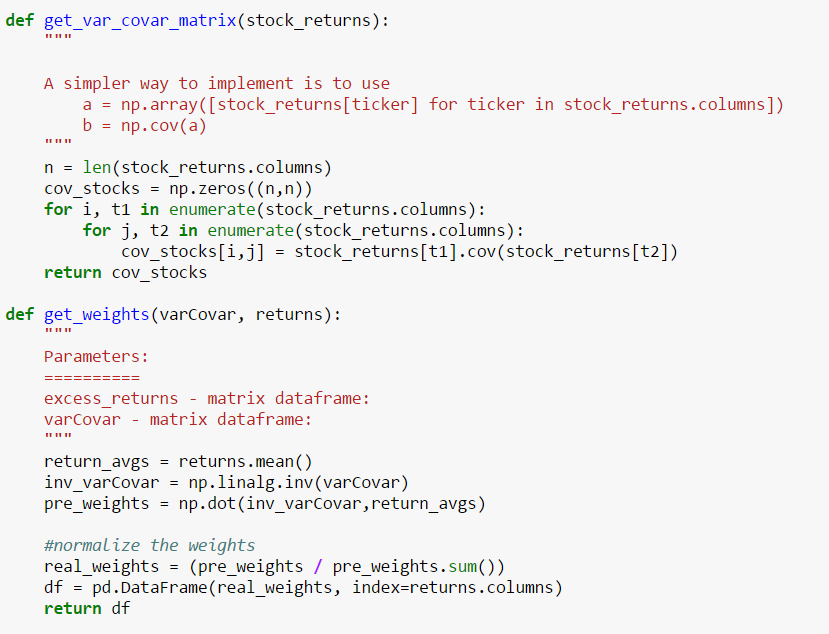 def get_var_covar_matrix(stock_returns):
    """

    A simpler way to implement is to use
        a = np.array([stock_returns[ticker] for ticker in stock_returns.columns])
        b = np.cov(a)
    """
    n = len(stock_returns.columns)
    cov_stocks = np.zeros((n,n))
    for i, t1 in enumerate(stock_returns.columns):
        for j, t2 in enumerate(stock_returns.columns):
            cov_stocks[i,j] = stock_returns[t1].cov(stock_returns[t2])
    return cov_stocks

def get_weights(varCovar, returns):
    """
    Parameters:
    ==========
    excess_returns - matrix dataframe:
    varCovar - matrix dataframe:
    """
    return_avgs = returns.mean()
    inv_varCovar = np.linalg.inv(varCovar)
    pre_weights = np.dot(inv_varCovar,return_avgs)

    #normalize the weights
    real_weights = (pre_weights / pre_weights.sum())
    df = pd.DataFrame(real_weights, index=returns.columns)
    return df